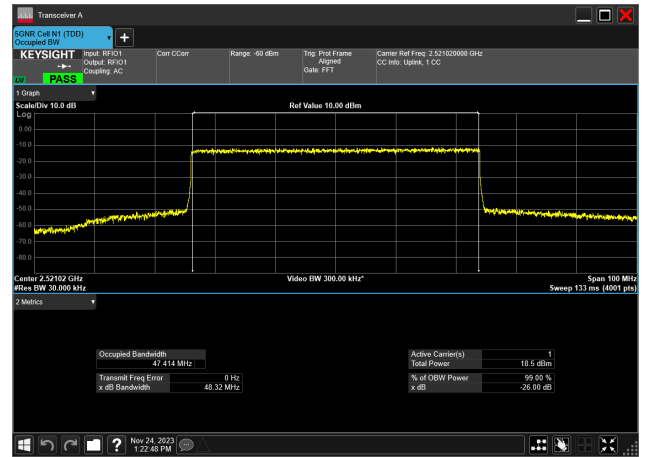 Transceiver A
5GNR Cell N1 (TDD)
Occupied BW
KEYSIGHT
LXI
PASS
Input: RFIO1
Output: RFIO1
Coupling: AC
Corr CCorr
Range: -60 dBm
Trig: Prot Frame
Aligned
Gate: FFT
Carrier Ref Freq: 2.521020000 GHz
CC Info: Uplink, 1 CC
1 Graph
Scale/Div 10.0 dB
Ref Value 10.00 dBm
Log
0.00
-10.0
-20.0
-30.0
-40.0
-50.0
-60.0
-70.0
-80.0
Center 2.52102 GHz
Video BW 300.00 kHz*
Span 100 MHz
#Res BW 30.000 kHz
Sweep 133 ms (4001 pts)
2 Metrics
Occupied Bandwidth
47.414 MHz
Active Carrier(s) 1
Total Power 18.5 dBm
Transmit Freq Error 0 Hz
x dB Bandwidth 48.32 MHz
% of OBW Power 99.00 %
x dB -26.00 dB
?
Nov 24, 2023
1:22:48 PM